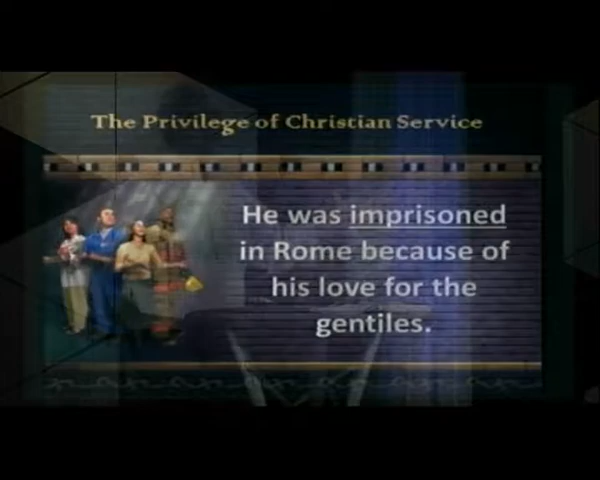 The Privilege of Christian Service
He was imprisoned
in Rome because of
his love for the
gentiles.